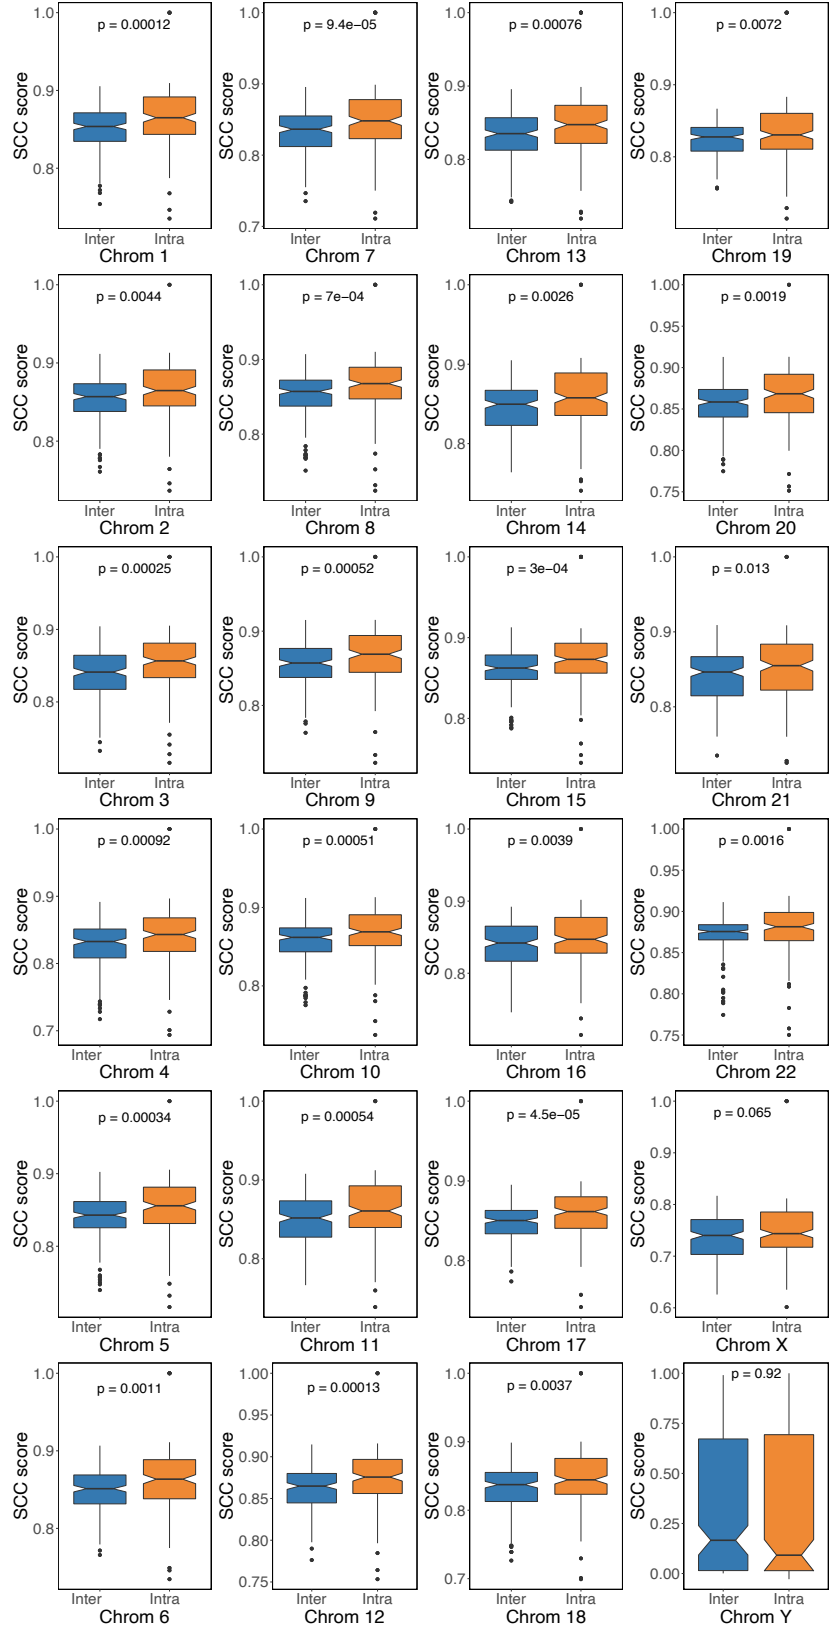 p = 0.00012
SCC score
1.0
0.9
0.8
Inter Intra
Chrom 1
p = 9.4e−05
SCC score
1.0
0.9
0.8
0.7
Inter Intra
Chrom 7
p = 0.00076
SCC score
1.0
0.9
0.8
Inter Intra
Chrom 13
p = 0.0072
SCC score
1.0
0.9
0.8
Inter Intra
Chrom 19
p = 0.0044
SCC score
1.0
0.9
0.8
Inter Intra
Chrom 2
p = 7e−04
SCC score
1.0
0.9
0.8
Inter Intra
Chrom 8
p = 0.0026
SCC score
1.0
0.9
0.8
Inter Intra
Chrom 14
p = 0.0019
SCC score
1.00
0.95
0.90
0.85
0.80
0.75
Inter Intra
Chrom 20
p = 0.00025
SCC score
1.0
0.9
0.8
Inter Intra
Chrom 3
p = 0.00052
SCC score
1.0
0.9
0.8
Inter Intra
Chrom 9
p = 3e−04
SCC score
1.0
0.9
0.8
Inter Intra
Chrom 15
p = 0.013
SCC score
1.0
0.9
0.8
Inter Intra
Chrom 21
p = 0.00092
SCC score
1.0
0.9
0.8
0.7
Inter Intra
Chrom 4
p = 0.00051
SCC score
1.0
0.9
0.8
Inter Intra
Chrom 10
p = 0.0039
SCC score
1.0
0.9
0.8
Inter Intra
Chrom 16
p = 0.0016
SCC score
1.00
0.95
0.90
0.85
0.80
0.75
Inter Intra
Chrom 22
p = 0.00034
SCC score
1.0
0.9
0.8
Inter Intra
Chrom 5
p = 0.00054
SCC score
1.0
0.9
0.8
Inter Intra
Chrom 11
p = 4.5e−05
SCC score
1.0
0.9
0.8
Inter Intra
Chrom 17
p = 0.065
SCC score
1.0
0.9
0.8
0.7
0.6
Inter Intra
Chrom X
p = 0.0011
SCC score
1.0
0.9
0.8
Inter Intra
Chrom 6
p = 0.00013
SCC score
1.00
0.95
0.90
0.85
0.80
0.75
Inter Intra
Chrom 12
p = 0.0037
SCC score
1.0
0.9
0.8
0.7
Inter Intra
Chrom 18
p = 0.92
SCC score
1.00
0.75
0.50
0.25
0.00
Inter Intra
Chrom Y